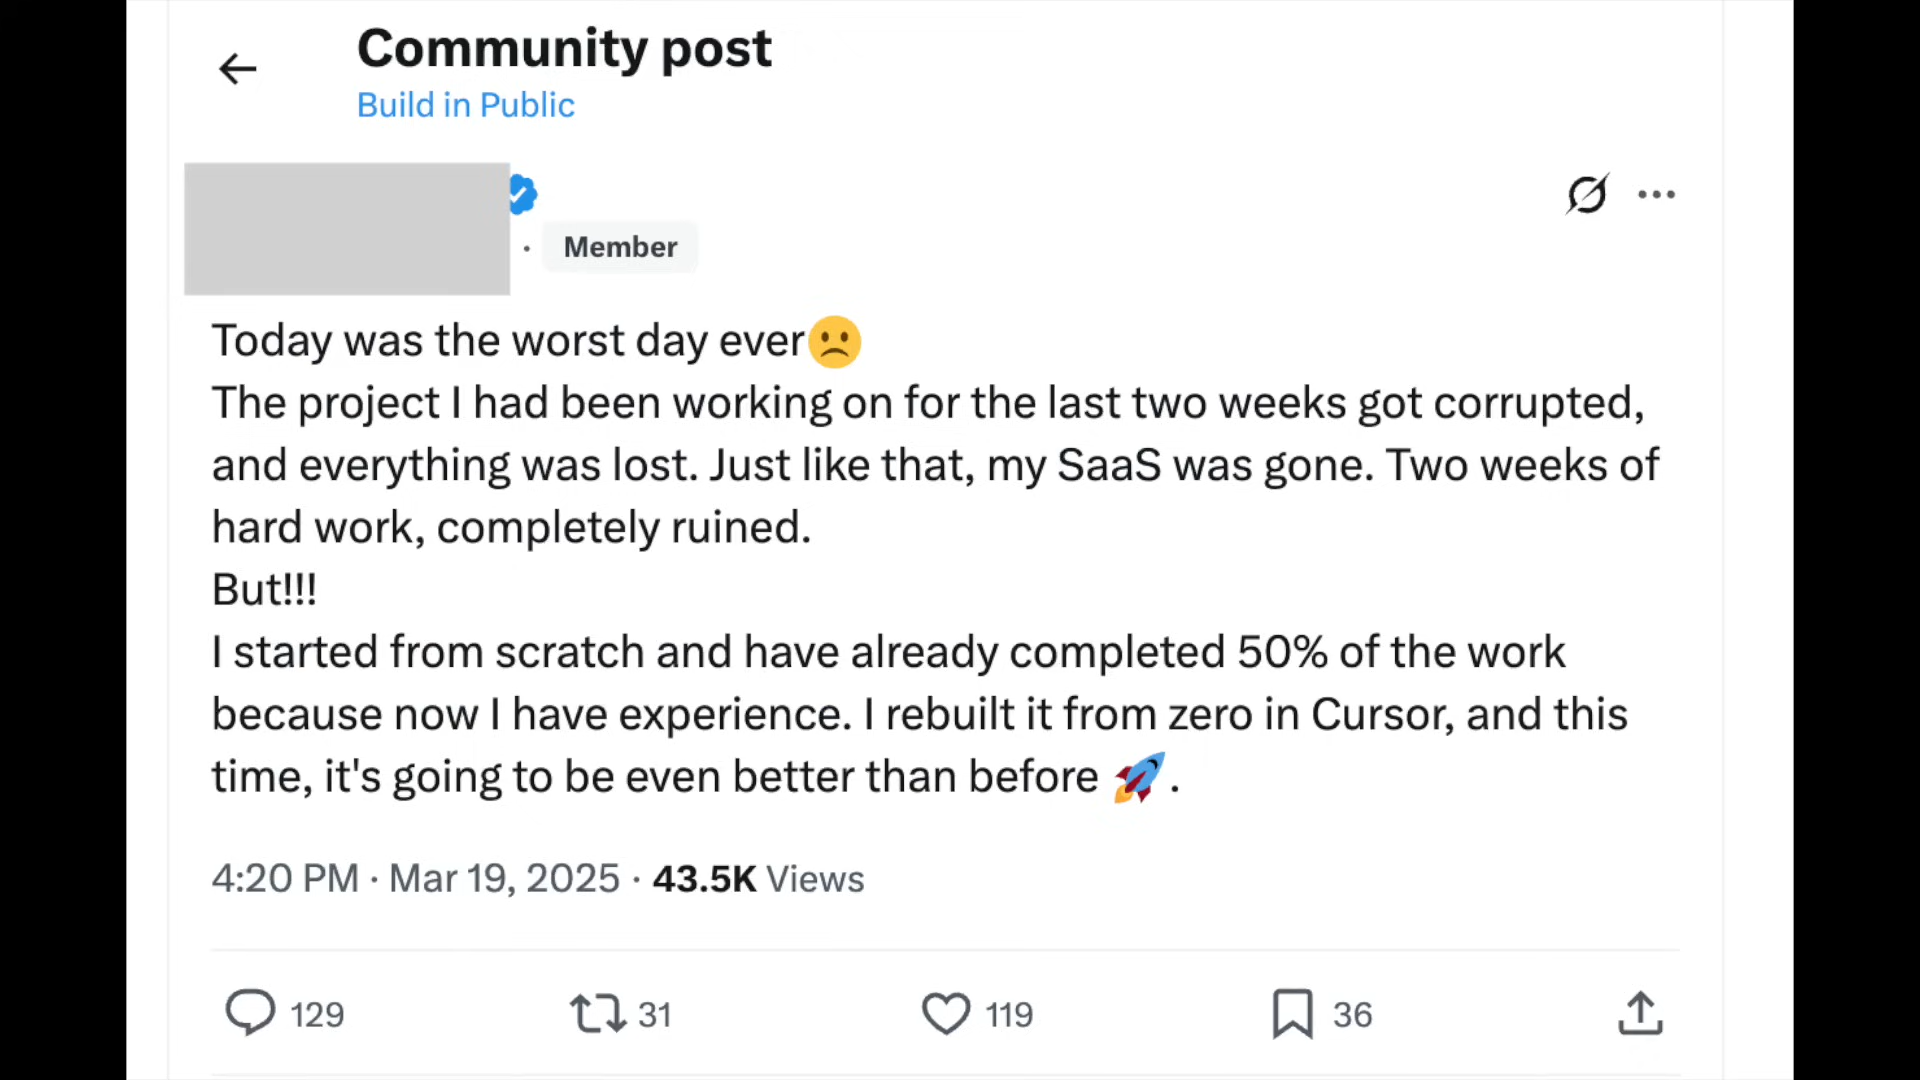 Community post
Build in Public
· Member
Today was the worst day ever🙁
The project I had been working on for the last two weeks got corrupted,
and everything was lost. Just like that, my SaaS was gone. Two weeks of
hard work, completely ruined.
But!!!
I started from scratch and have already completed 50% of the work
because now I have experience. I rebuilt it from zero in Cursor, and this
time, it's going to be even better than before 🚀.
4:20 PM · Mar 19, 2025 · 43.5K Views
129 31 119 36